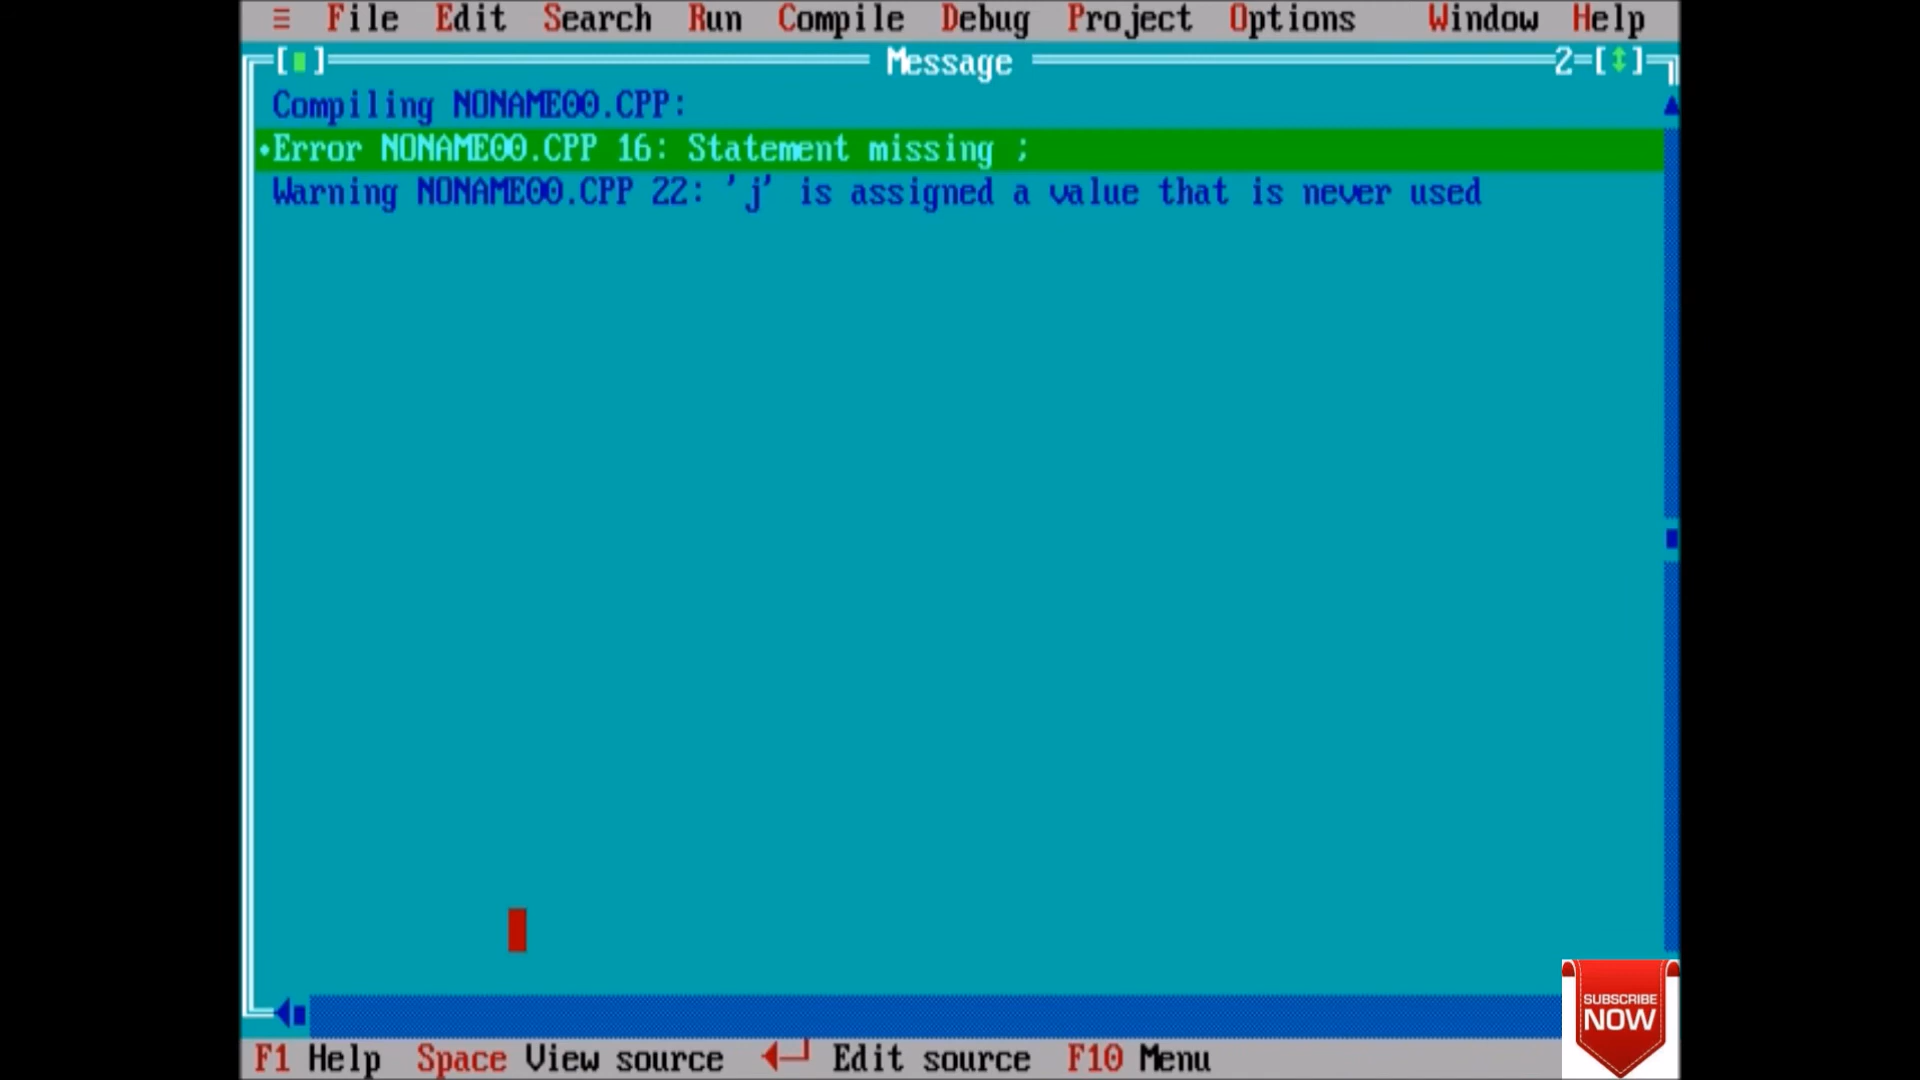 ≡ File Edit Search Run Compile Debug Project Options Window Help
[■] Message 2=[↕]
Compiling NONAME00.CPP:
•Error NONAME00.CPP 16: Statement missing ;
Warning NONAME00.CPP 22: 'j' is assigned a value that is never used
F1 Help Space View source ◄─┘ Edit source F10 Menu
SUBSCRIBE
NOW